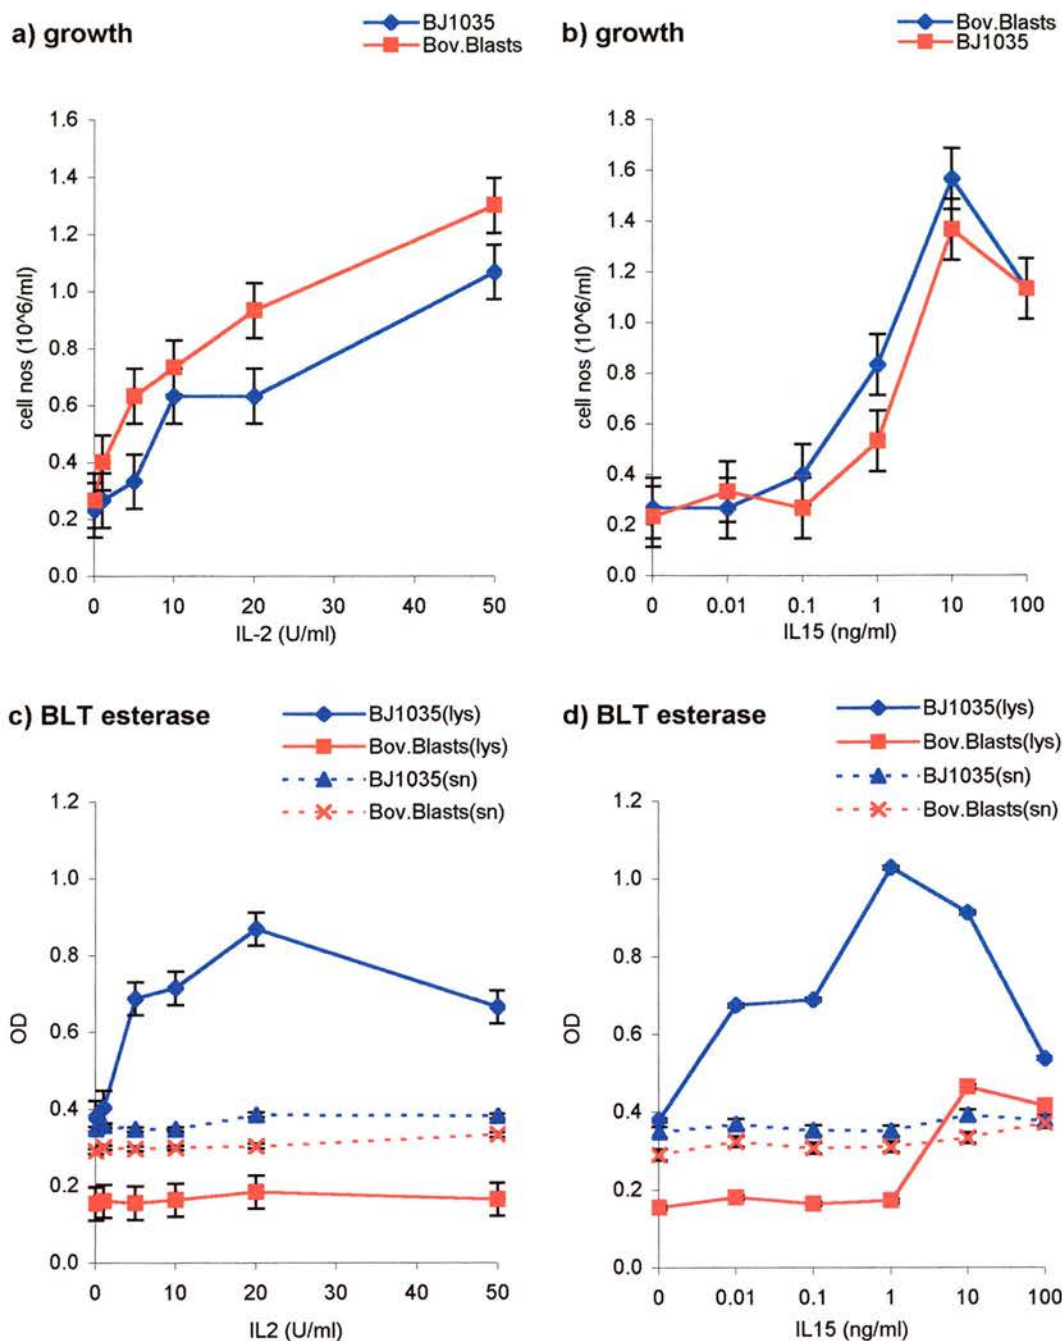 a) growth
BJ1035
Bov.Blasts
1.6
1.4
1.2
1.0
0.8
0.6
0.4
0.2
0.0
cell nos (10^6/ml)
0 10 20 30 40 50
IL-2 (U/ml)
b) growth
Bov.Blasts
BJ1035
1.8
1.6
1.4
1.2
1.0
0.8
0.6
0.4
0.2
0.0
cell nos (10^6/ml)
0 0.01 0.1 1 10 100
IL15 (ng/ml)
c) BLT esterase
BJ1035(lys)
Bov.Blasts(lys)
BJ1035(sn)
Bov.Blasts(sn)
1.2
1.0
0.8
0.6
0.4
0.2
0.0
OD
0 10 20 30 40 50
IL2 (U/ml)
d) BLT esterase
BJ1035(lys)
Bov.Blasts(lys)
BJ1035(sn)
Bov.Blasts(sn)
1.2
1.0
0.8
0.6
0.4
0.2
0.0
OD
0 0.01 0.1 1 10 100
IL15 (ng/ml)